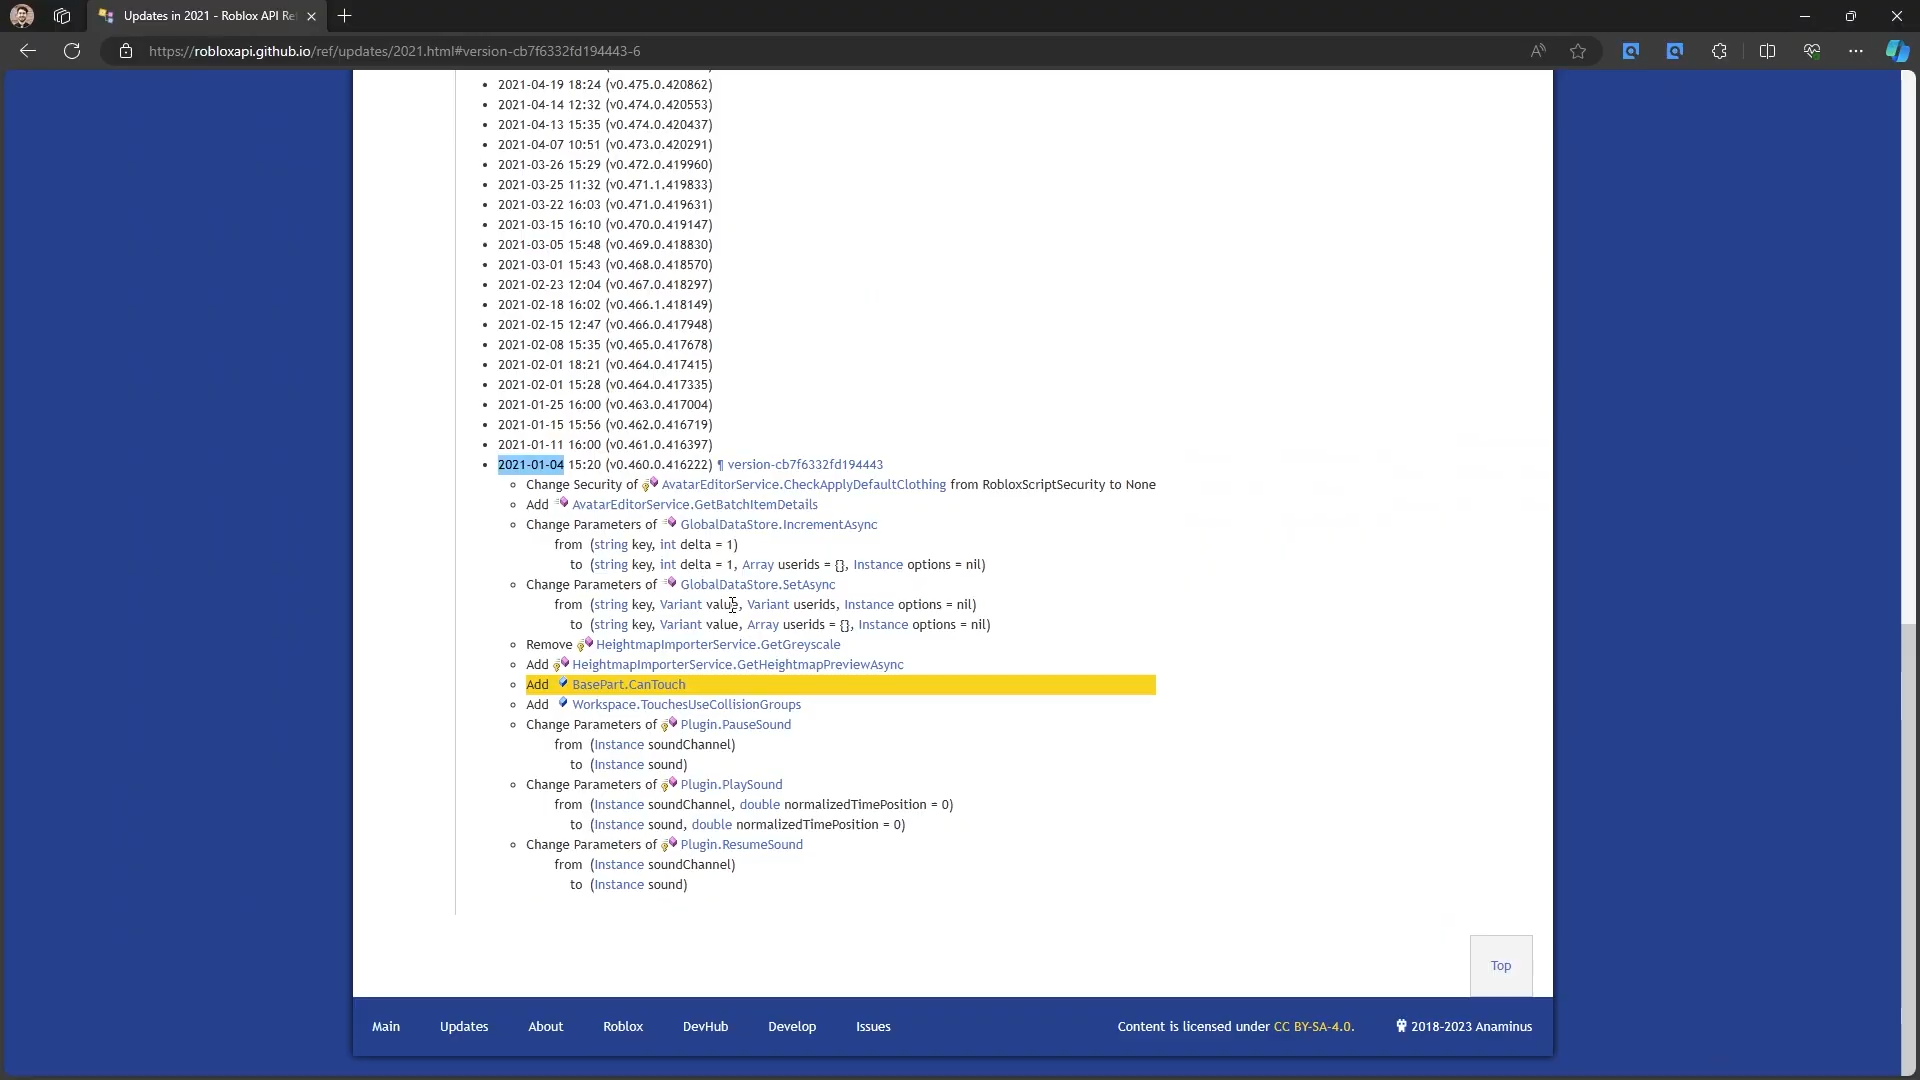 Updates in 2021 - Roblox API Re
https://robloxapi.github.io/ref/updates/2021.html#version-cb7f6332fd194443-6
2021-04-19 18:24 (v0.475.0.420862)
2021-04-14 12:32 (v0.474.0.420553)
2021-04-13 15:35 (v0.474.0.420437)
2021-04-07 10:51 (v0.473.0.420291)
2021-03-26 15:29 (v0.472.0.419960)
2021-03-25 11:32 (v0.471.1.419833)
2021-03-22 16:03 (v0.471.0.419631)
2021-03-15 16:10 (v0.470.0.419147)
2021-03-05 15:48 (v0.469.0.418830)
2021-03-01 15:43 (v0.468.0.418570)
2021-02-23 12:04 (v0.467.0.418297)
2021-02-18 16:02 (v0.466.1.418149)
2021-02-15 12:47 (v0.466.0.417948)
2021-02-08 15:35 (v0.465.0.417678)
2021-02-01 18:21 (v0.464.0.417415)
2021-02-01 15:28 (v0.464.0.417335)
2021-01-25 16:00 (v0.463.0.417004)
2021-01-15 15:56 (v0.462.0.416719)
2021-01-11 16:00 (v0.461.0.416397)
2021-01-04 15:20 (v0.460.0.416222) ¶ version-cb7f6332fd194443
Change Security of AvatarEditorService.CheckApplyDefaultClothing from RobloxScriptSecurity to None
Add AvatarEditorService.GetBatchItemDetails
Change Parameters of GlobalDataStore.IncrementAsync
from (string key, int delta = 1)
to (string key, int delta = 1, Array userids = {}, Instance options = nil)
Change Parameters of GlobalDataStore.SetAsync
from (string key, Variant value, Variant userids, Instance options = nil)
to (string key, Variant value, Array userids = {}, Instance options = nil)
Remove HeightmapImporterService.GetGreyscale
Add HeightmapImporterService.GetHeightmapPreviewAsync
Add BasePart.CanTouch
Add Workspace.TouchesUseCollisionGroups
Change Parameters of Plugin.PauseSound
from (Instance soundChannel)
to (Instance sound)
Change Parameters of Plugin.PlaySound
from (Instance soundChannel, double normalizedTimePosition = 0)
to (Instance sound, double normalizedTimePosition = 0)
Change Parameters of Plugin.ResumeSound
from (Instance soundChannel)
to (Instance sound)
Top
Main Updates About Roblox DevHub Develop Issues Content is licensed under CC BY-SA-4.0. 2018-2023 Anaminus